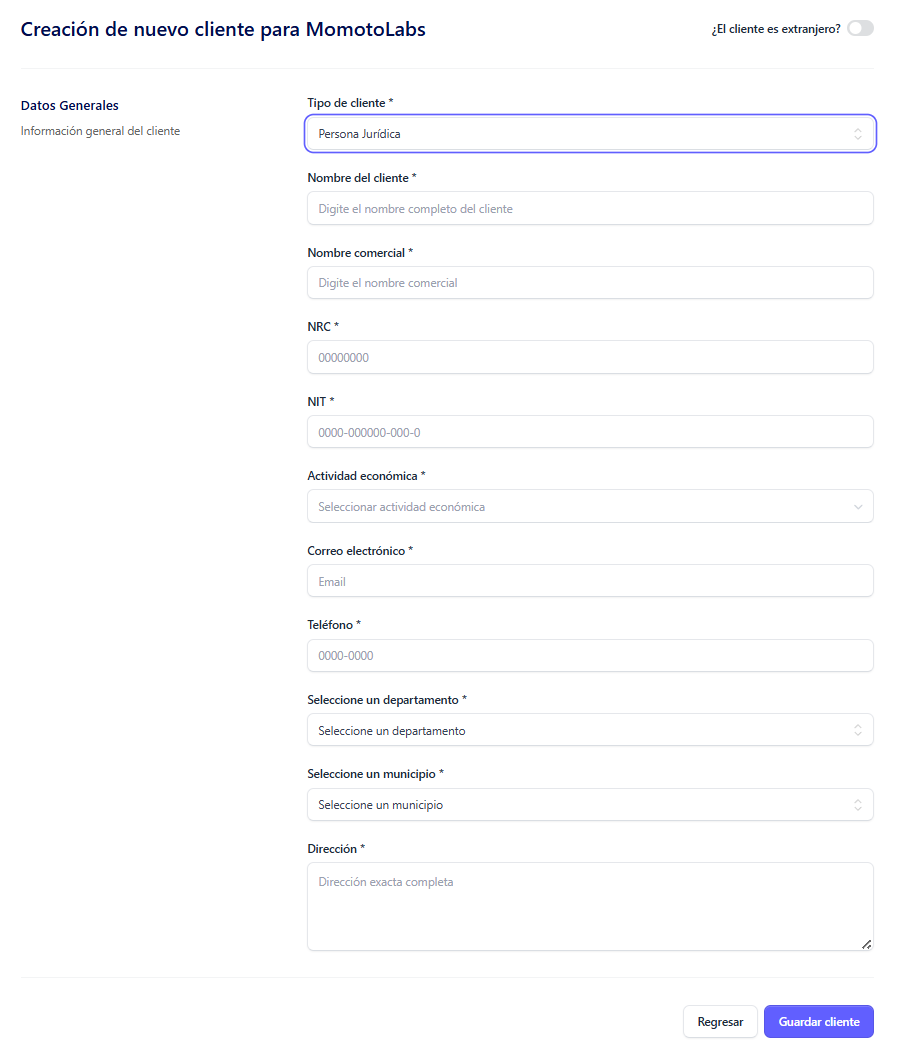 Creación de nuevo cliente para MomotoLabs
¿El cliente es extranjero?
Datos Generales
Información general del cliente
Tipo de cliente *
Persona Jurídica
Nombre del cliente *
Digite el nombre completo del cliente
Nombre comercial *
Digite el nombre comercial
NRC *
00000000
NIT *
0000-000000-000-0
Actividad económica *
Seleccionar actividad económica
Correo electrónico *
Email
Teléfono *
0000-0000
Seleccione un departamento *
Seleccione un departamento
Seleccione un municipio *
Seleccione un municipio
Dirección *
Dirección exacta completa
Regresar
Guardar cliente